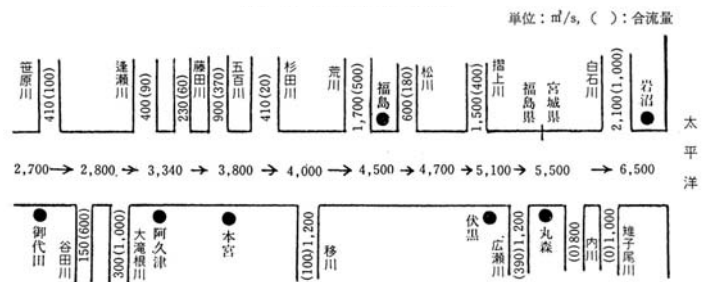 単位：㎥/s, ( ) : 合流量
笹原川
410(100)
逢瀬川
400(90)
230(60)
藤田川
900(370)
五百川
410(20)
杉田川
荒川
1,700(500)
福島
600(180)
松川
1,500(400)
摺上川
福島県
宮城県
白石川
2,100(1,000)
岩沼
太平洋
2,700 → 2,800 → 3,340 → 3,800 → 4,000 → 4,500 → 4,700 → 5,100 → 5,500 → 6,500
御代田
谷田川
150(600)
300(1,000)
大滝根川
阿久津
本宮
(100)1,200
移川
伏黒
広瀬川
(390)1,200
丸森
(0)800
内川
(0)1,000
雉子尾川